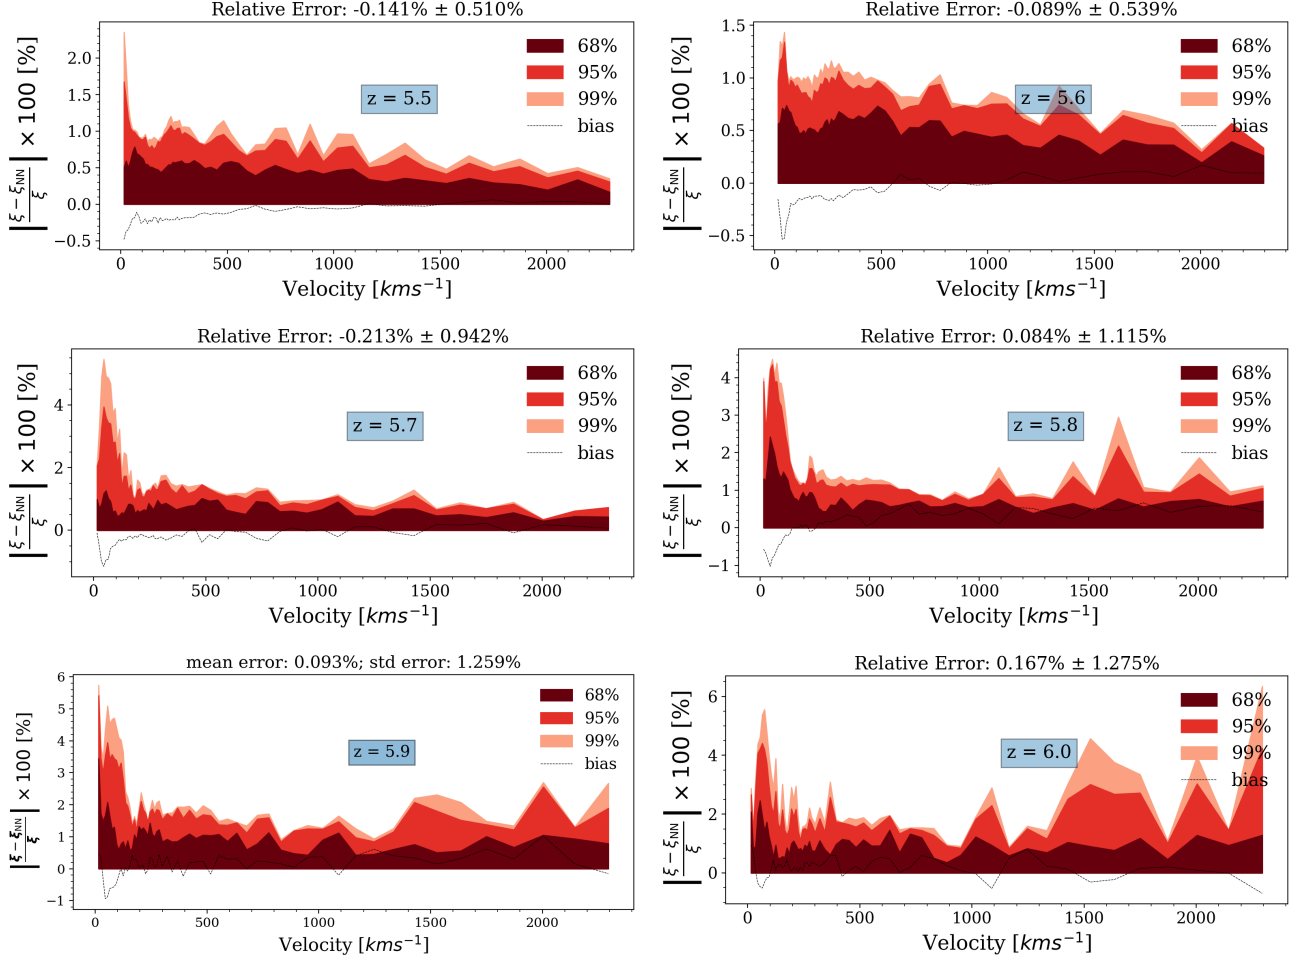 Relative Error: -0.141% ± 0.510%
2.0
1.5
1.0
0.5
0.0
−0.5
|ξ − ξNN / ξ| × 100 [%]
z = 5.5
68%
95%
99%
bias
0 500 1000 1500 2000
Velocity [kms⁻¹]
Relative Error: -0.089% ± 0.539%
1.5
1.0
0.5
0.0
−0.5
|ξ − ξNN / ξ| × 100 [%]
z = 5.6
68%
95%
99%
bias
0 500 1000 1500 2000
Velocity [kms⁻¹]
Relative Error: -0.213% ± 0.942%
4
2
0
|ξ − ξNN / ξ| × 100 [%]
z = 5.7
68%
95%
99%
bias
0 500 1000 1500 2000
Velocity [kms⁻¹]
Relative Error: 0.084% ± 1.115%
4
3
2
1
0
−1
|ξ − ξNN / ξ| × 100 [%]
z = 5.8
68%
95%
99%
bias
0 500 1000 1500 2000
Velocity [kms⁻¹]
mean error: 0.093%; std error: 1.259%
6
5
4
3
2
1
0
−1
|ξ − ξNN / ξ| × 100 [%]
z = 5.9
68%
95%
99%
bias
0 500 1000 1500 2000
Velocity [kms⁻¹]
Relative Error: 0.167% ± 1.275%
6
4
2
0
|ξ − ξNN / ξ| × 100 [%]
z = 6.0
68%
95%
99%
bias
0 500 1000 1500 2000
Velocity [kms⁻¹]